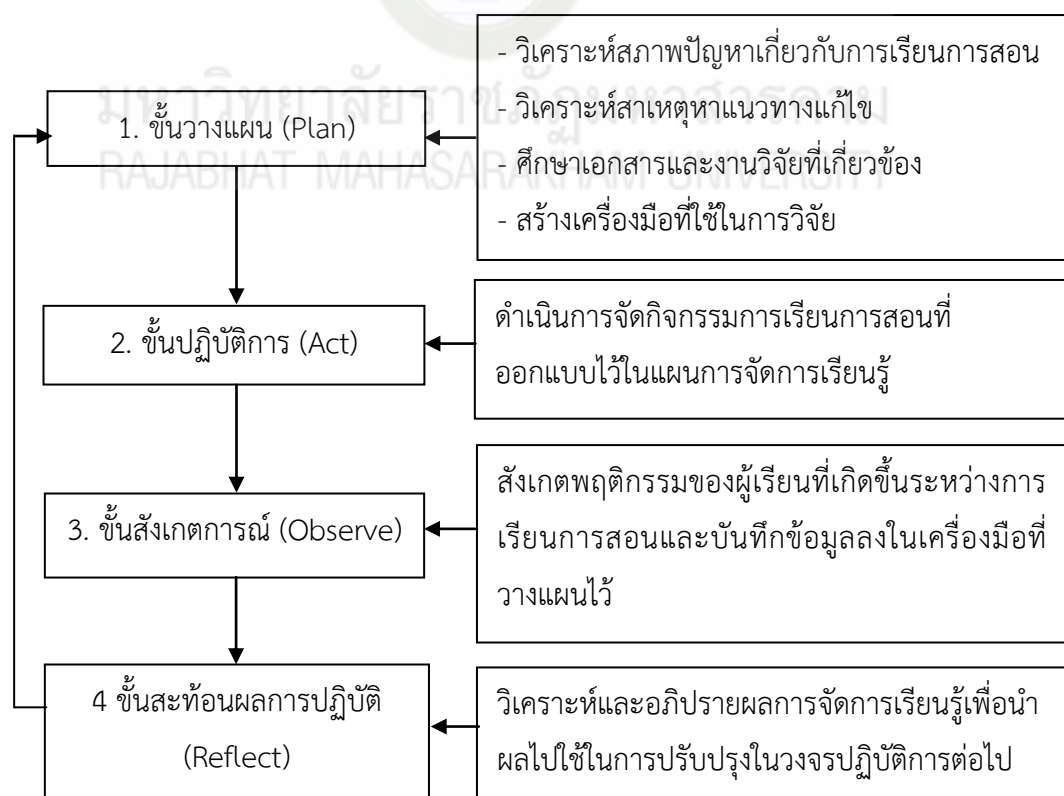 - วิเคราะห์สภาพปัญหาเกี่ยวกับการเรียนการสอน
- วิเคราะห์สาเหตุหาแนวทางแก้ไข
- ศึกษาเอกสารและงานวิจัยที่เกี่ยวข้อง
- สร้างเครื่องมือที่ใช้ในการวิจัย
มหาวิทยาลัยราชภัฏมหาสารคาม
RAJABHAT MAHASARAKHAM UNIVERSITY
1. ขั้นวางแผน (Plan)
2. ขั้นปฏิบัติการ (Act)
ดำเนินการจัดกิจกรรมการเรียนการสอนที่
ออกแบบไว้ในแผนการจัดการเรียนรู้
3. ขั้นสังเกตการณ์ (Observe)
สังเกตพฤติกรรมของผู้เรียนที่เกิดขึ้นระหว่างการ
เรียนการสอนและบันทึกข้อมูลลงในเครื่องมือที่
วางแผนไว้
4 ขั้นสะท้อนผลการปฏิบัติ
(Reflect)
วิเคราะห์และอภิปรายผลการจัดการเรียนรู้เพื่อนำ
ผลไปใช้ในการปรับปรุงในวงจรปฏิบัติการต่อไป